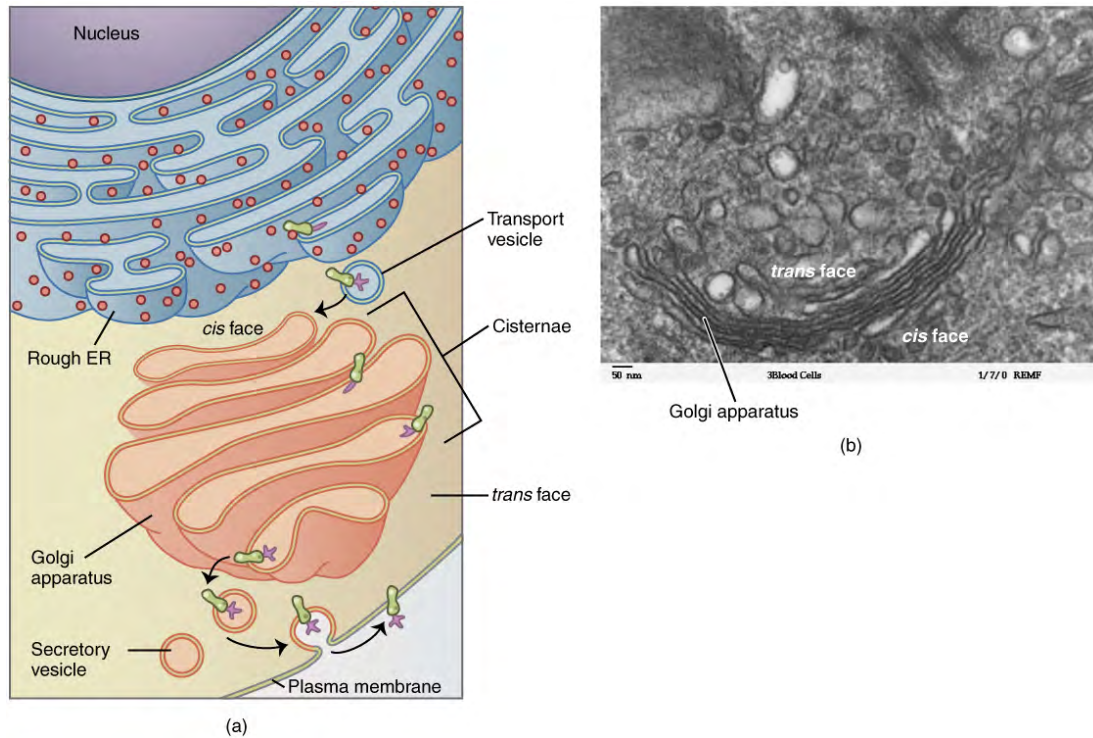 Nucleus
Transport
vesicle
cis face
Cisternae
Rough ER
trans face
Golgi
apparatus
Secretory
vesicle
Plasma membrane
(a)
trans face
cis face
50 nm
3Blood Cells
1/7/0 REMF
Golgi apparatus
(b)